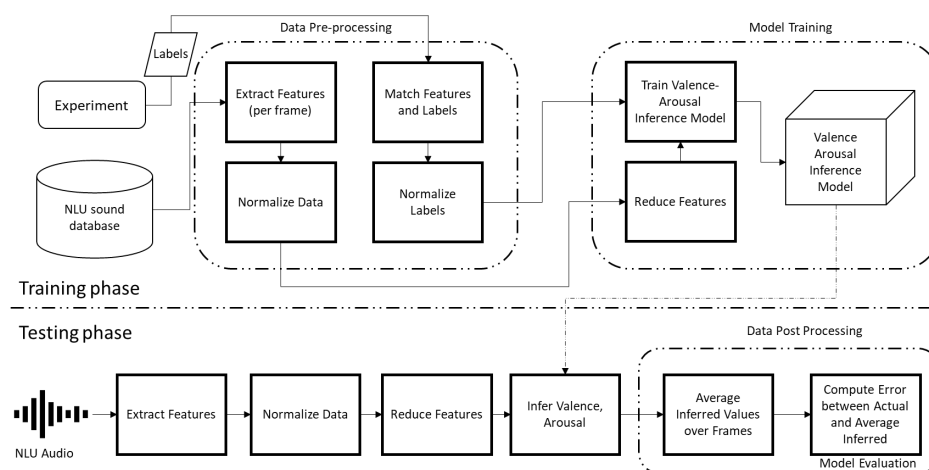 Data Pre-processing
Model Training
Labels
Experiment
Extract Features
(per frame)
Match Features
and Labels
Train Valence-
Arousal
Inference Model
Valence
Arousal
Inference
Model
NLU sound
database
Normalize Data
Normalize
Labels
Reduce Features
Training phase
Testing phase
Data Post Processing
Extract Features
Normalize Data
Reduce Features
Infer Valence,
Arousal
Average
Inferred Values
over Frames
Compute Error
between Actual
and Average
Inferred
NLU Audio
Model Evaluation